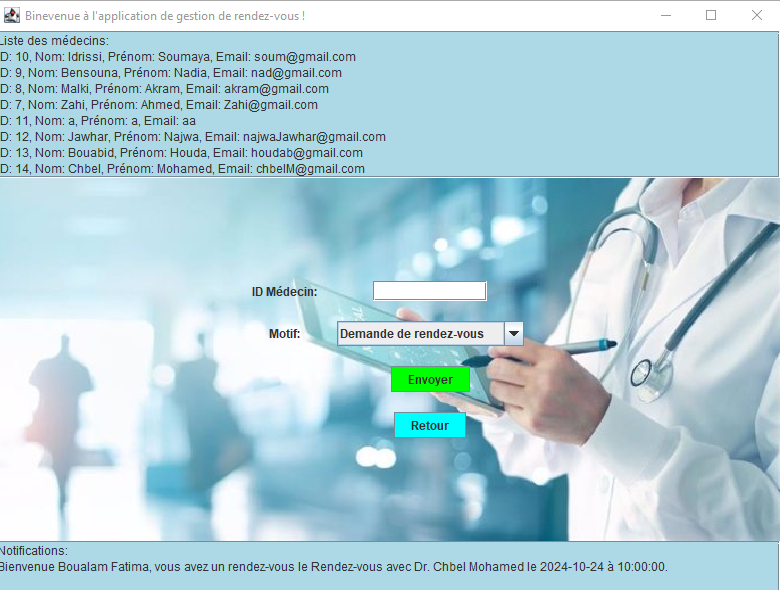 Binevenue à l'application de gestion de rendez-vous !
Liste des médecins:
D: 10, Nom: Idrissi, Prénom: Soumaya, Email: soum@gmail.com
D: 9, Nom: Bensouna, Prénom: Nadia, Email: nad@gmail.com
D: 8, Nom: Malki, Prénom: Akram, Email: akram@gmail.com
D: 7, Nom: Zahi, Prénom: Ahmed, Email: Zahi@gmail.com
D: 11, Nom: a, Prénom: a, Email: aa
D: 12, Nom: Jawhar, Prénom: Najwa, Email: najwaJawhar@gmail.com
D: 13, Nom: Bouabid, Prénom: Houda, Email: houdab@gmail.com
D: 14, Nom: Chbel, Prénom: Mohamed, Email: chbelM@gmail.com
ID Médecin:
Motif: Demande de rendez-vous
Envoyer
Retour
Notifications:
Bienvenue Boualam Fatima, vous avez un rendez-vous le Rendez-vous avec Dr. Chbel Mohamed le 2024-10-24 à 10:00:00.